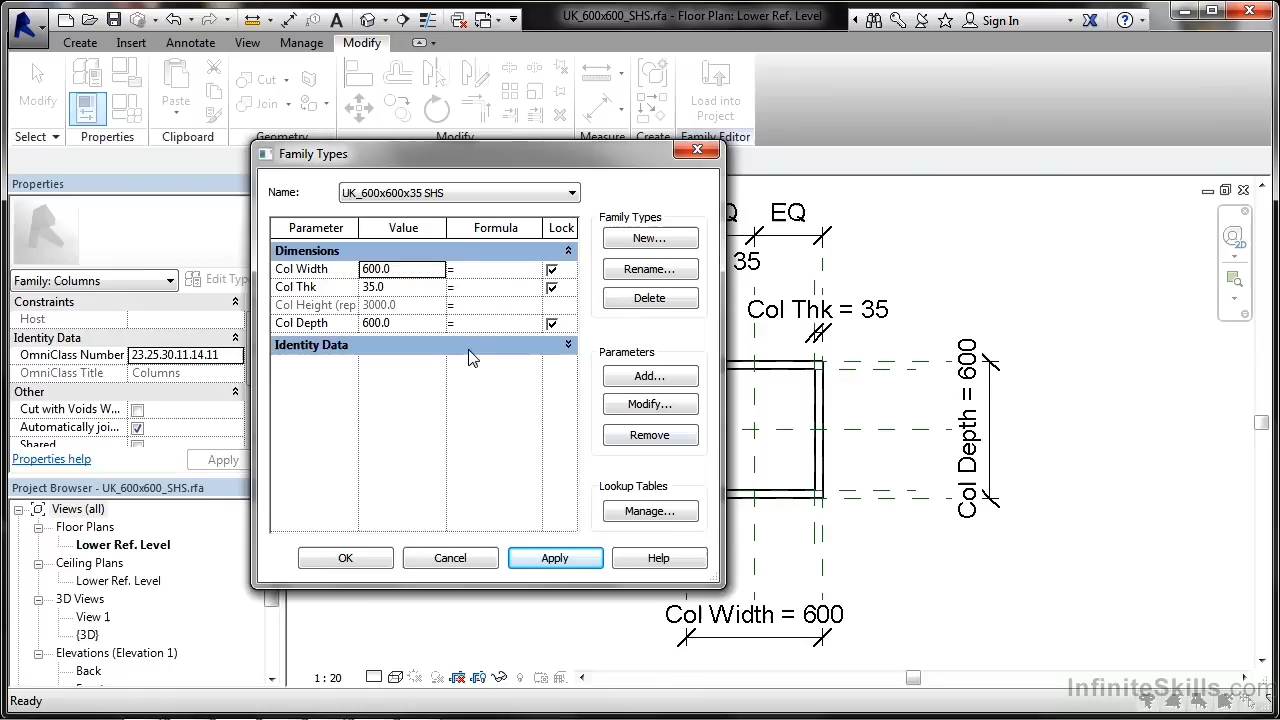 UK_600x600_SHS.rfa - Floor Plan: Lower Ref. Level
Sign In
Create Insert Annotate View Manage Modify
Modify
Paste
Cut
Join
Load into
Project
Select Properties Clipboard Geometry Modify Measure Create Family Editor
Properties
Family: Columns
Edit Type
Constraints
Host
Identity Data
OmniClass Number 23.25.30.11.14.11
OmniClass Title Columns
Other
Cut with Voids W...
Automatically joi...
Shared
Properties help
Apply
Project Browser - UK_600x600_SHS.rfa
Views (all)
Floor Plans
Lower Ref. Level
Ceiling Plans
Lower Ref. Level
3D Views
View 1
{3D}
Elevations (Elevation 1)
Back
Family Types
Name: UK_600x600x35 SHS
Parameter Value Formula Lock
Dimensions
Col Width 600.0 =
Col Thk 35.0 =
Col Height (rep 3000.0 =
Col Depth 600.0 =
Identity Data
Family Types
New...
Rename...
Delete
Parameters
Add...
Modify...
Remove
Lookup Tables
Manage...
OK Cancel Apply Help
EQ
35
Col Thk = 35
Col Depth = 600
Col Width = 600
1 : 20
Ready
InfiniteSkills.com